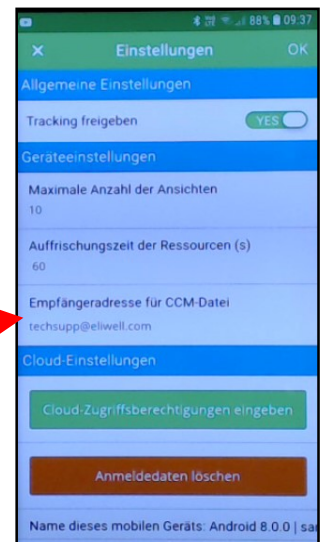 88% 09:37
× Einstellungen OK
Allgemeine Einstellungen
Tracking freigeben YES
Geräteeinstellungen
Maximale Anzahl der Ansichten
10
Auffrischungszeit der Ressourcen (s)
60
Empfängeradresse für CCM-Datei
techsupp@eliwell.com
Cloud-Einstellungen
Cloud-Zugriffsberechtigungen eingeben
Anmeldedaten löschen
Name dieses mobilen Geräts: Android 8.0.0 |